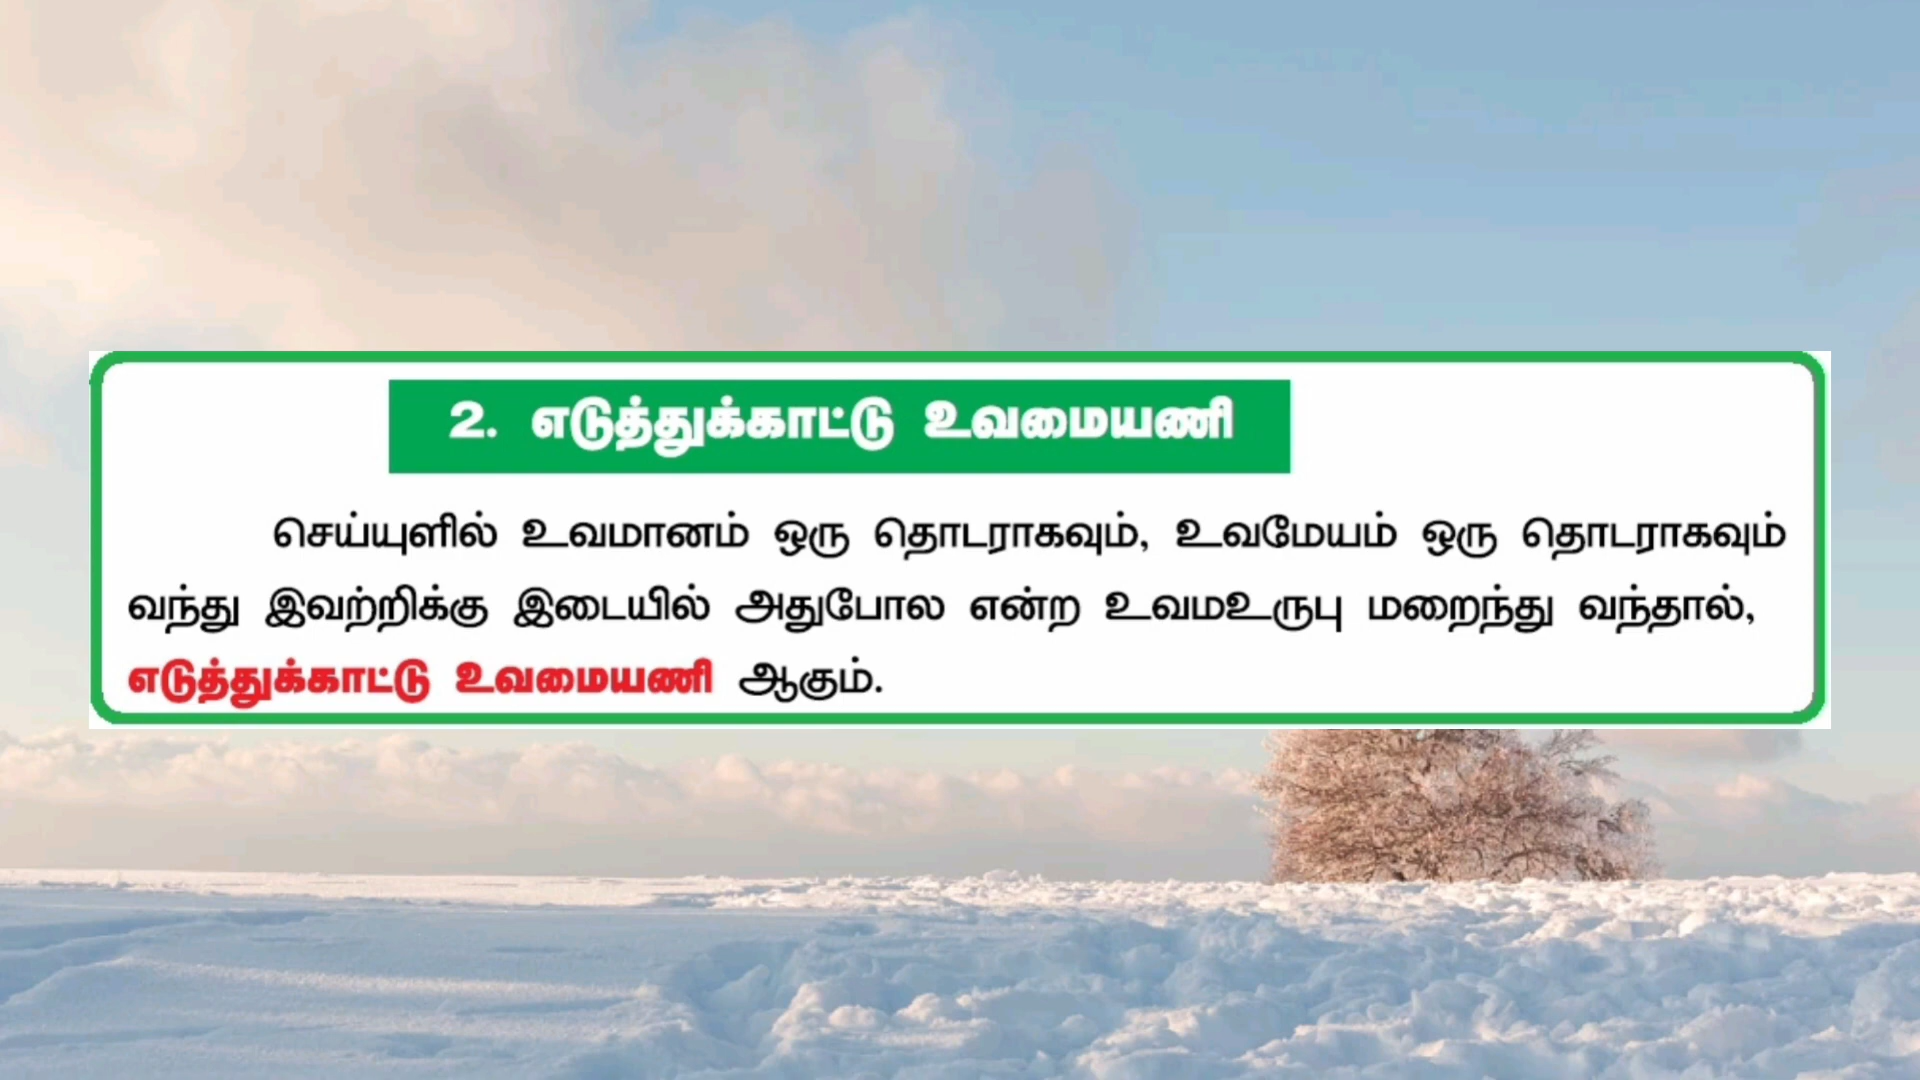 2. எடுத்துக்காட்டு உவமையணி
செய்யுளில் உவமானம் ஒரு தொடராகவும், உவமேயம் ஒரு தொடராகவும்
வந்து இவற்றிக்கு இடையில் அதுபோல என்ற உவமஉருபு மறைந்து வந்தால்,
எடுத்துக்காட்டு உவமையணி ஆகும்.